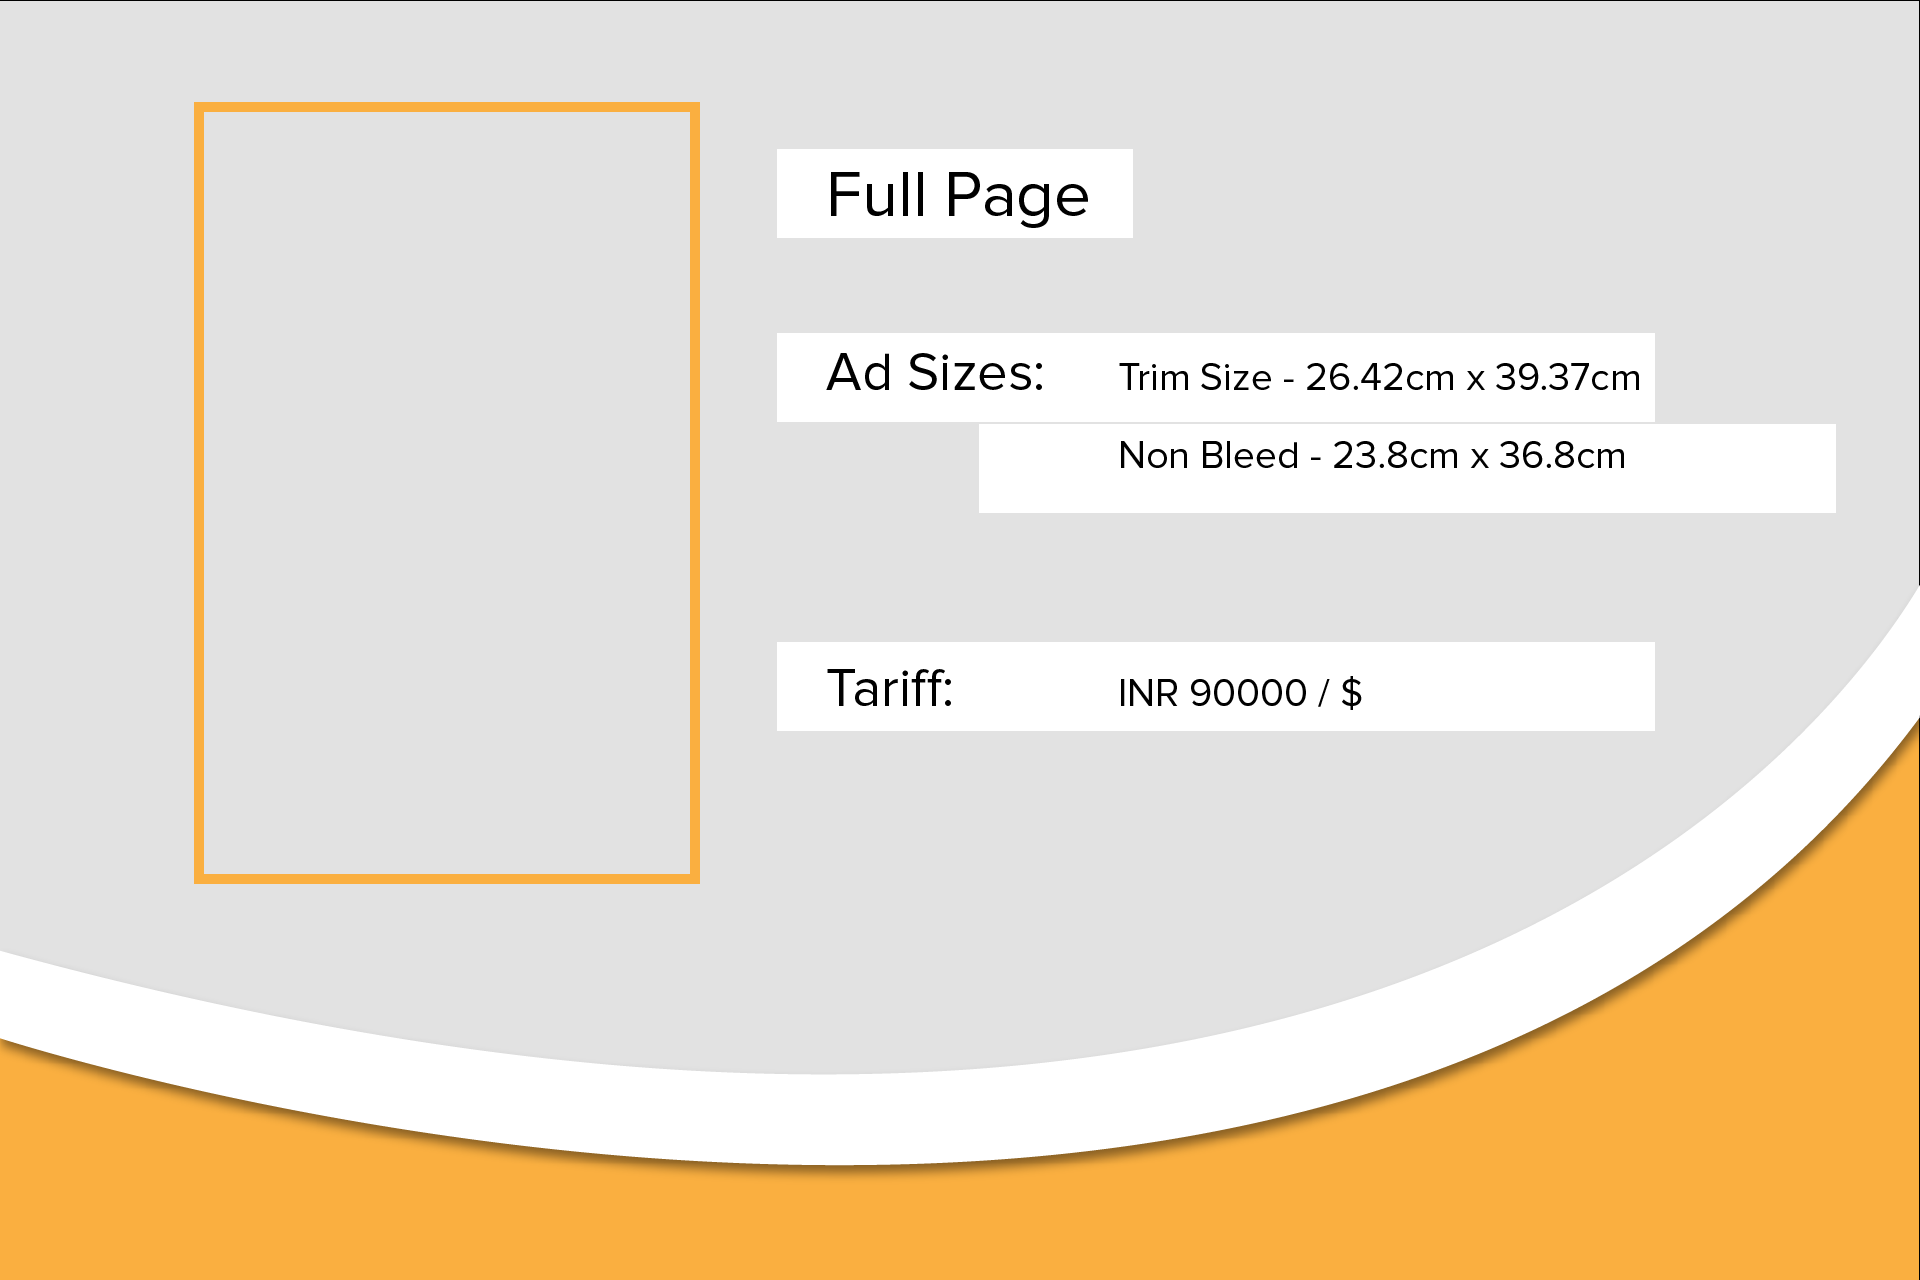 Full Page
Ad Sizes: Trim Size - 26.42cm x 39.37cm
Non Bleed - 23.8cm x 36.8cm
Tariff: INR 90000 / $